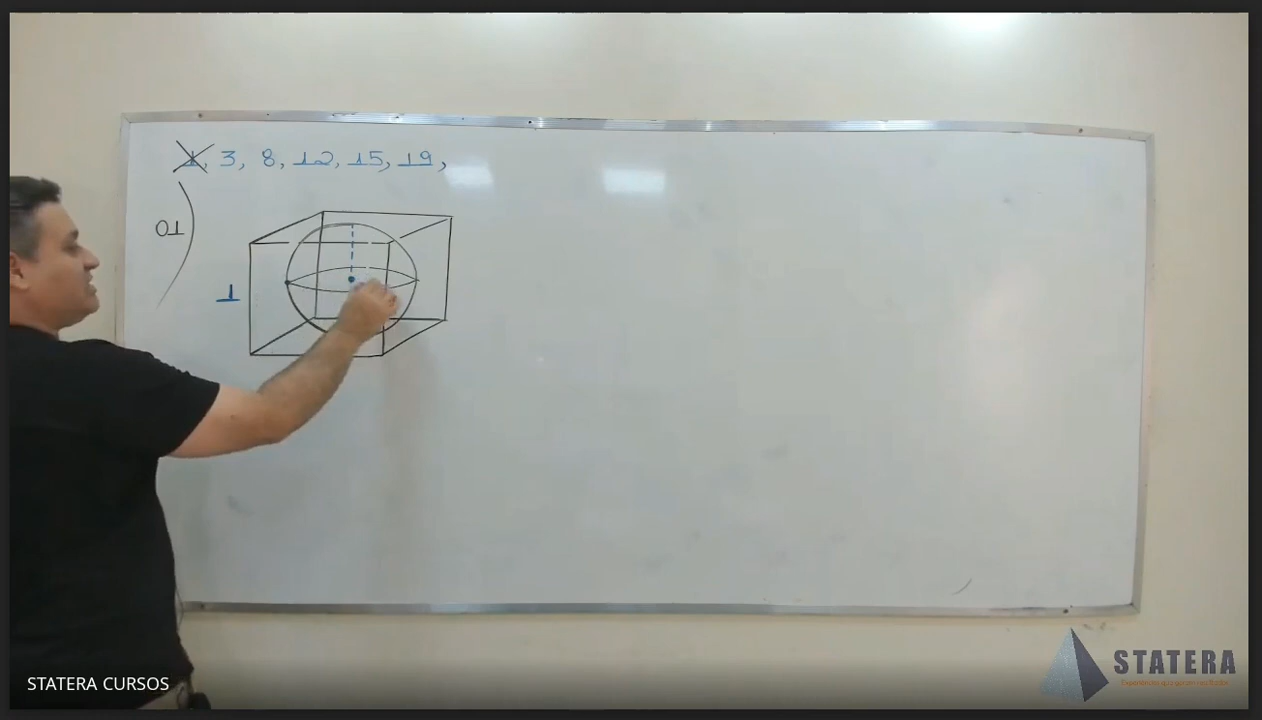 1, 3, 8, 12, 15, 19,
01)
1
STATERA
STATERA CURSOS